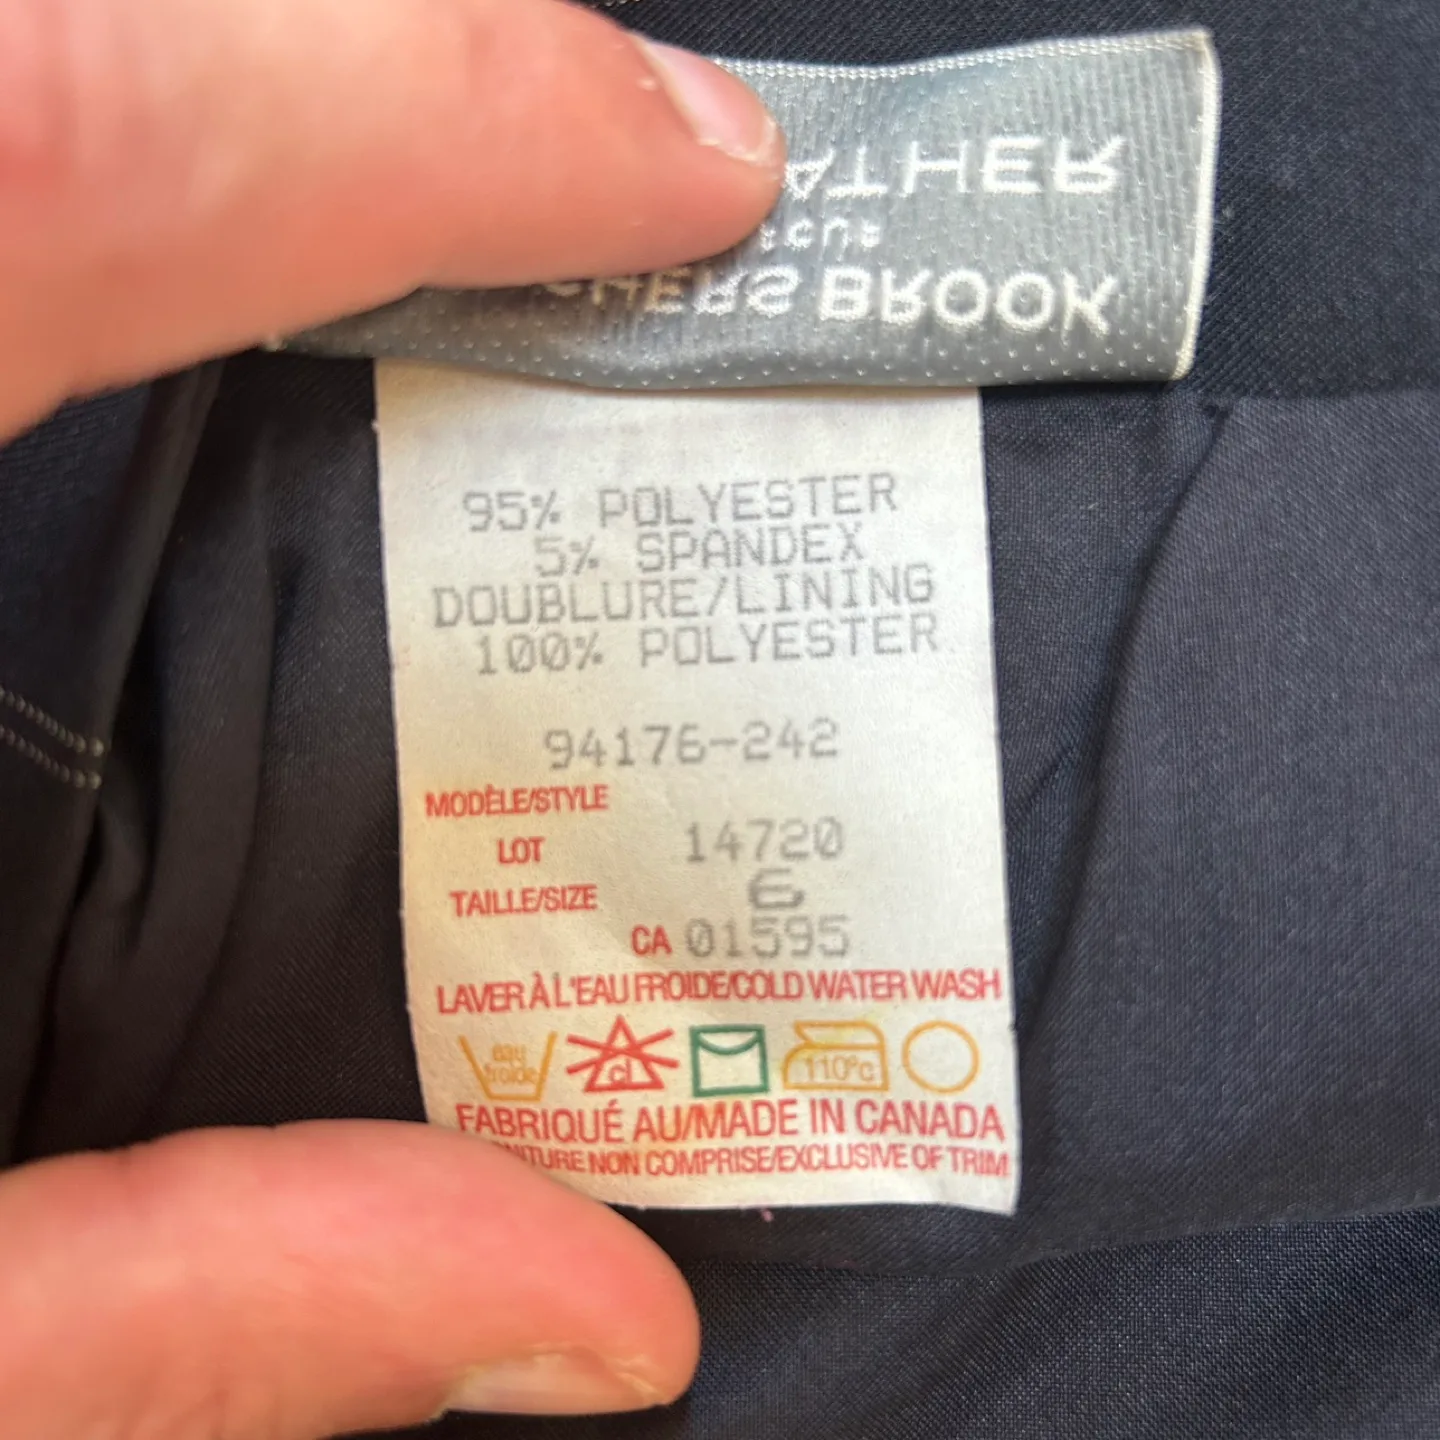 BROOK
95% POLYESTER
5% SPANDEX
DOUBLURE/LINING
100% POLYESTER
94176-242
MODÈLE/STYLE
LOT 14720
TAILLE/SIZE 6
CA 01595
LAVER À L'EAU FROIDE/COLD WATER WASH
eau froide cl 110°c
FABRIQUÉ AU/MADE IN CANADA
NON COMPRISE/EXCLUSIVE OF TRIM